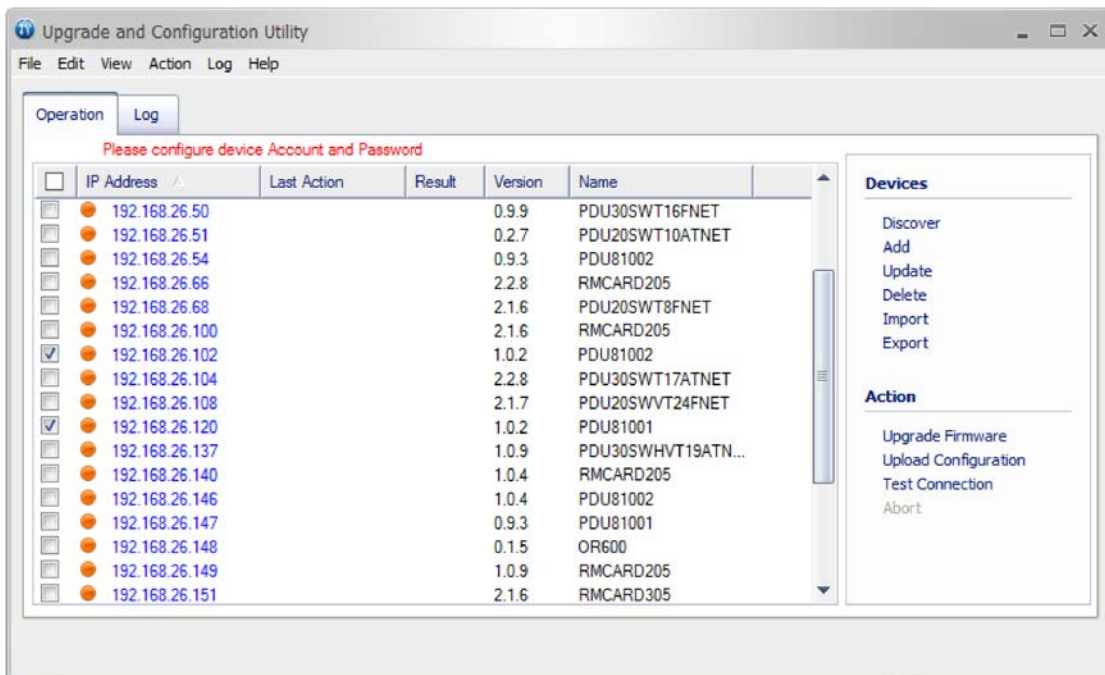 Upgrade and Configuration Utility
File Edit View Action Log Help
Operation Log
Please configure device Account and Password
IP Address Last Action Result Version Name
192.168.26.50 0.9.9 PDU30SWT16FNET
192.168.26.51 0.2.7 PDU20SWT10ATNET
192.168.26.54 0.9.3 PDU81002
192.168.26.66 2.2.8 RMCARD205
192.168.26.68 2.1.6 PDU20SWT8FNET
192.168.26.100 2.1.6 RMCARD205
192.168.26.102 1.0.2 PDU81002
192.168.26.104 2.2.8 PDU30SWT17ATNET
192.168.26.108 2.1.7 PDU20SWVT24FNET
192.168.26.120 1.0.2 PDU81001
192.168.26.137 1.0.9 PDU30SWHVT19ATN...
192.168.26.140 1.0.4 RMCARD205
192.168.26.146 1.0.4 PDU81002
192.168.26.147 0.9.3 PDU81001
192.168.26.148 0.1.5 OR600
192.168.26.149 1.0.9 RMCARD205
192.168.26.151 2.1.6 RMCARD305
Devices
Discover
Add
Update
Delete
Import
Export
Action
Upgrade Firmware
Upload Configuration
Test Connection
Abort